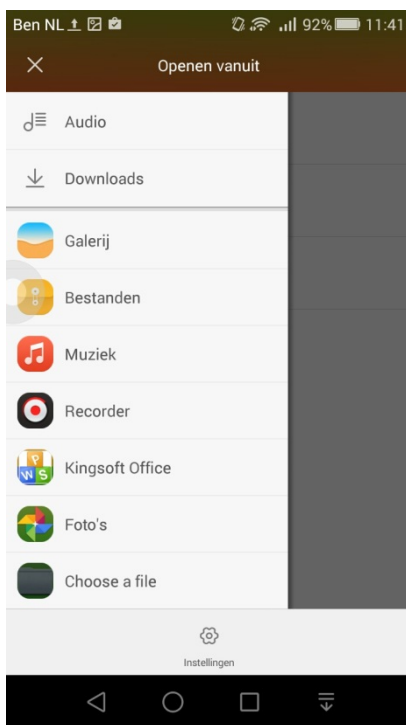 Ben NL 92% 11:41
Openen vanuit
Audio
Downloads
Galerij
Bestanden
Muziek
Recorder
P
W S
Kingsoft Office
Foto's
Choose a file
Instellingen